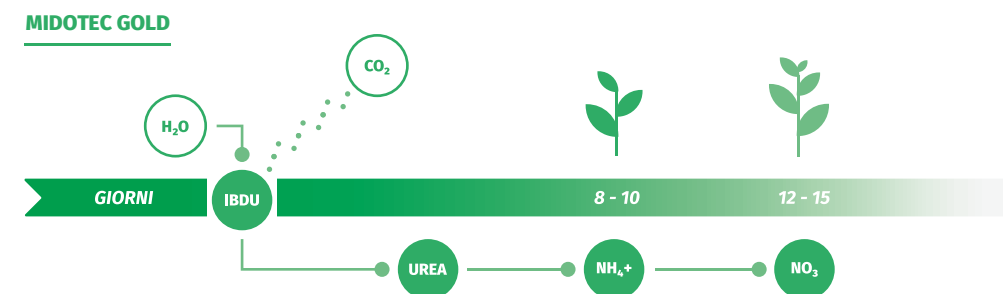 MIDOTEC GOLD
CO₂
H₂O
GIORNI
IBDU
8 - 10
12 - 15
UREA
NH₄+
NO₃